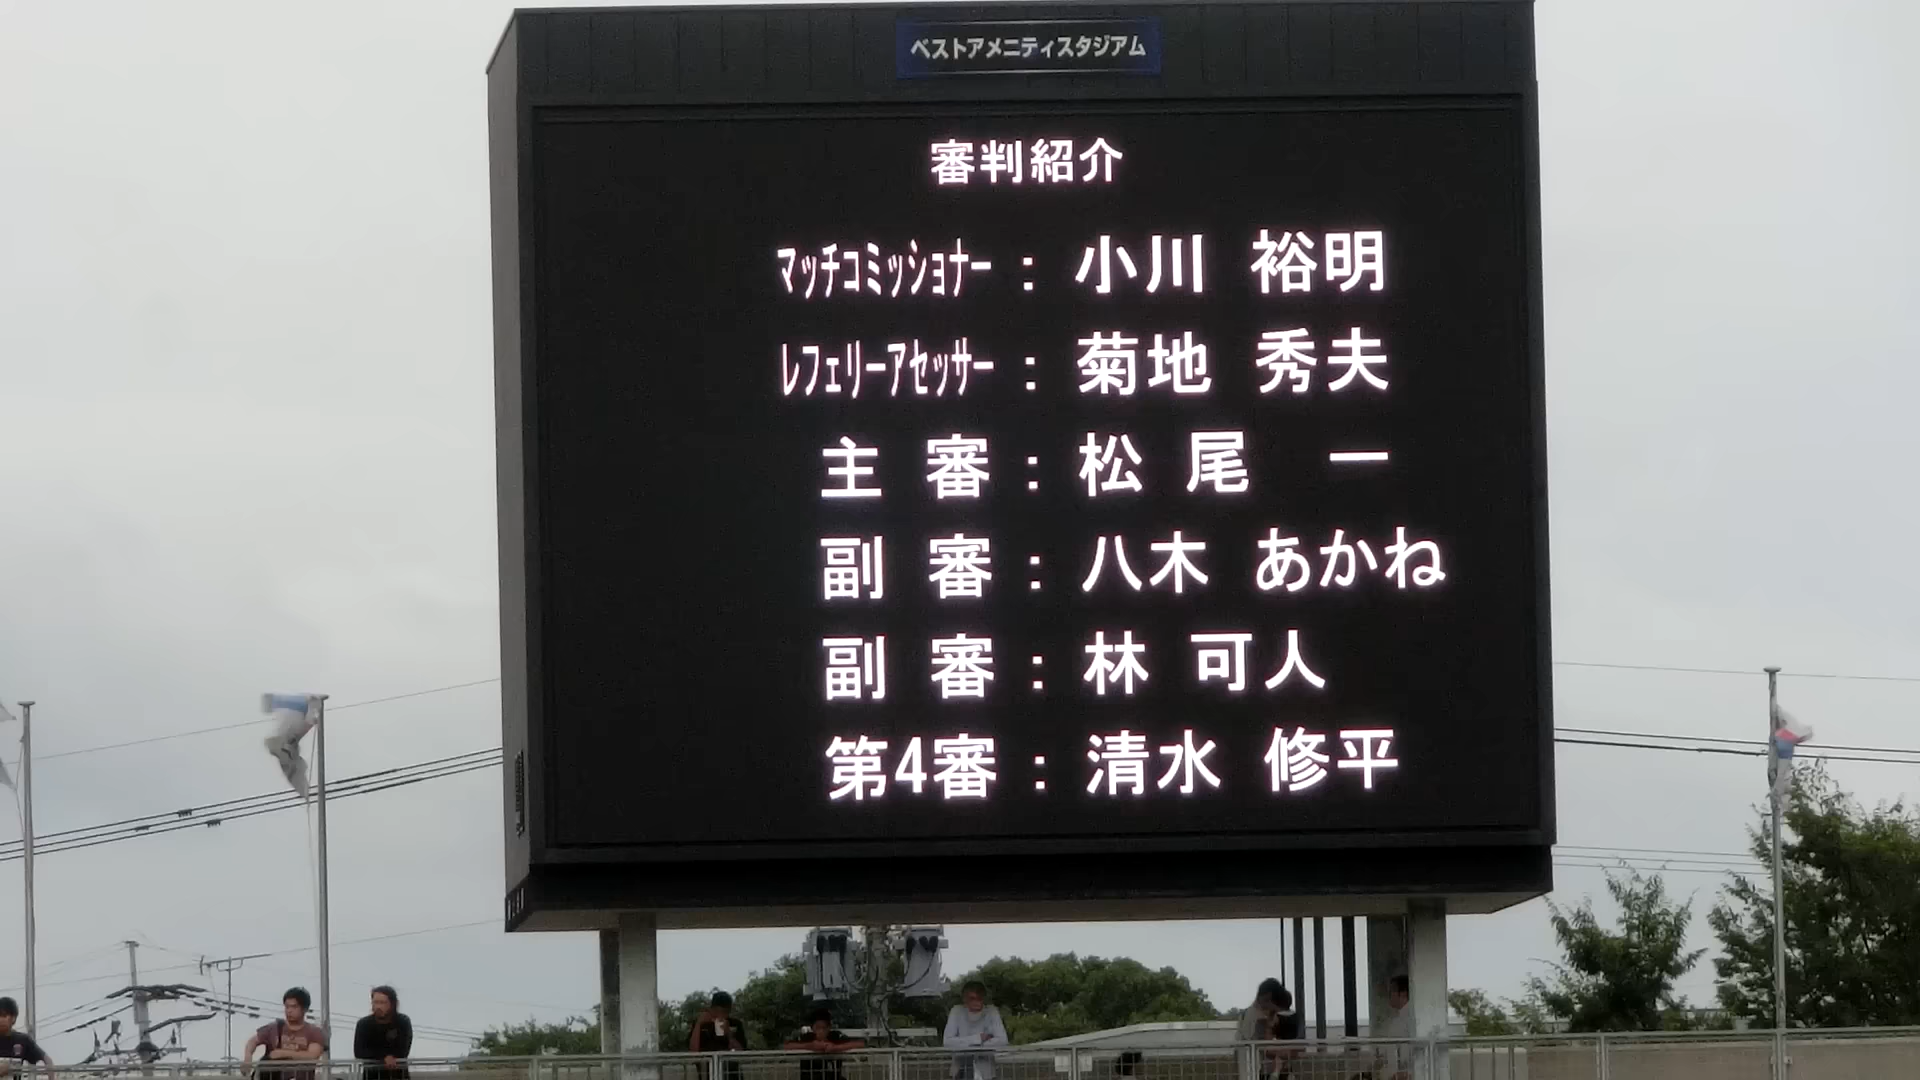 ベストアメニティスタジアム
審判紹介
マッチコミッショナー : 小川 裕明
レフェリーアセッサー : 菊地 秀夫
主 審 : 松 尾 一
副 審 : 八木 あかね
副 審 : 林 可人
第4審 : 清水 修平